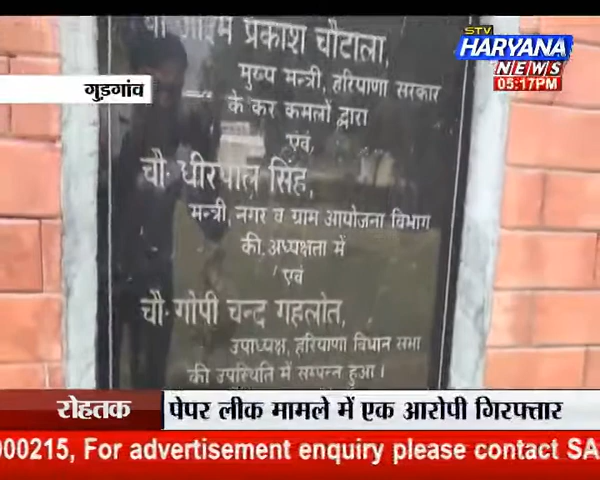 चौ ओम प्रकाश चौटाला,
मुख्य मन्त्री, हरियाणा सरकार
के कर कमलों द्वारा
एवं,
चौ॰ धीरपाल सिंह,
मन्त्री, नगर व ग्राम आयोजना विभाग
की अध्यक्षता में
एवं
चौ॰ गोपी चन्द गहलोत,
उपाध्यक्ष, हरियाणा विधान सभा
की उपस्थिति में सम्पन्न हुआ।
STV
HARYANA
NEWS
05:17PM
गुड़गांव
रोहतक
पेपर लीक मामले में एक आरोपी गिरफ्तार
000215, For advertisement enquiry please contact SA